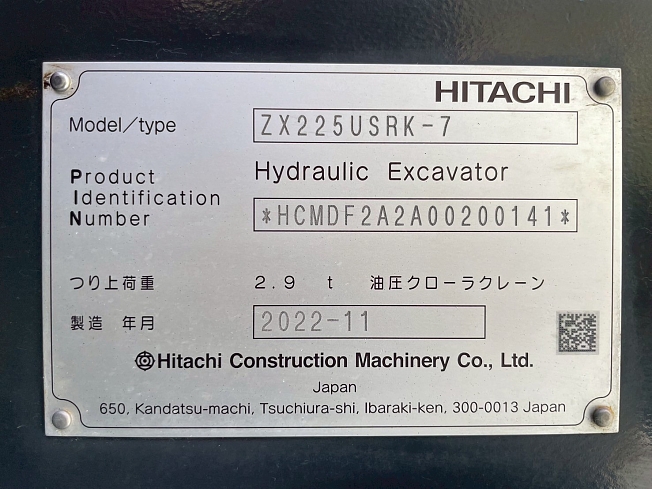 HITACHI
Model/type ZX225USRK-7
Product Identification Number Hydraulic Excavator
*HCMDF2A2A00200141*
つり上荷重 2.9 t 油圧クローラクレーン
製造 年月 2022-11
Hitachi Construction Machinery Co., Ltd.
Japan
650, Kandatsu-machi, Tsuchiura-shi, Ibaraki-ken, 300-0013 Japan